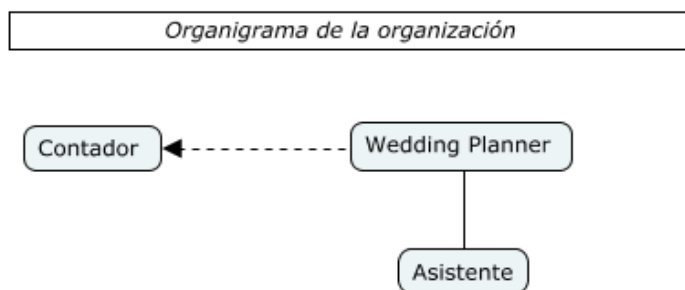 Organigrama de la organización
Contador
Wedding Planner
Asistente